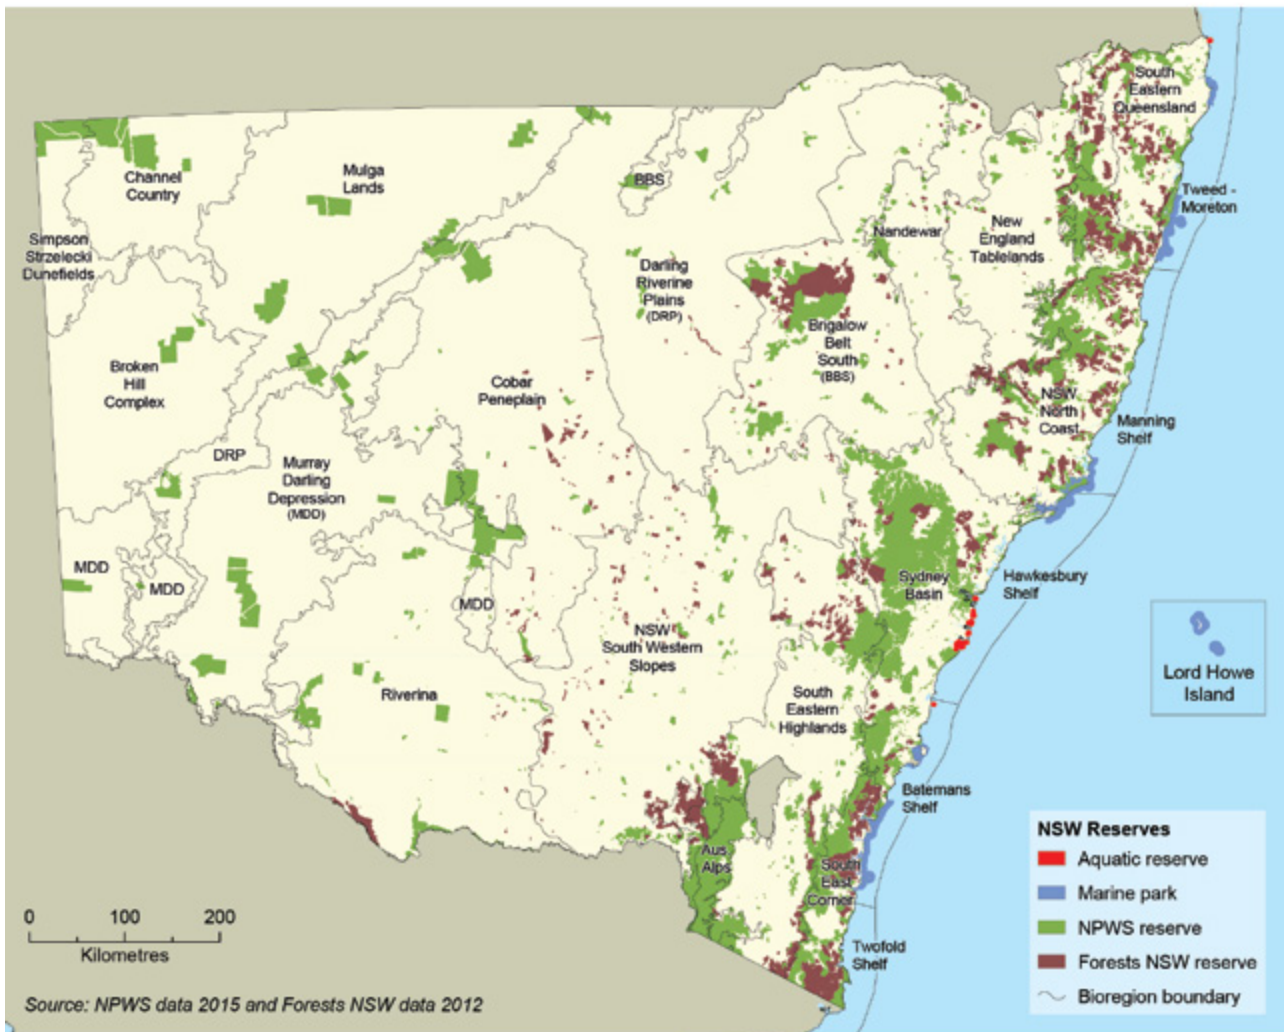 South
Eastern
Queensland
Channel
Country
Mulga
Lands
BBS
Tweed -
Moreton
Simpson
Strzelecki
Dunefields
Nandewar
New
England
Tablelands
Darling
Riverine
Plains
(DRP)
Brigalow
Belt
South
(BBS)
Broken
Hill
Complex
Cobar
Peneplain
NSW
North
Coast
Manning
Shelf
DRP
Murray
Darling
Depression
(MDD)
MDD
MDD
MDD
Sydney
Basin
Hawkesbury
Shelf
NSW
South Western
Slopes
Lord Howe
Island
Riverina
South
Eastern
Highlands
Batemans
Shelf
Aus
Alps
South
East
Corner
Twofold
Shelf
NSW Reserves
Aquatic reserve
Marine park
NPWS reserve
Forests NSW reserve
Bioregion boundary
0 100 200
Kilometres
Source: NPWS data 2015 and Forests NSW data 2012